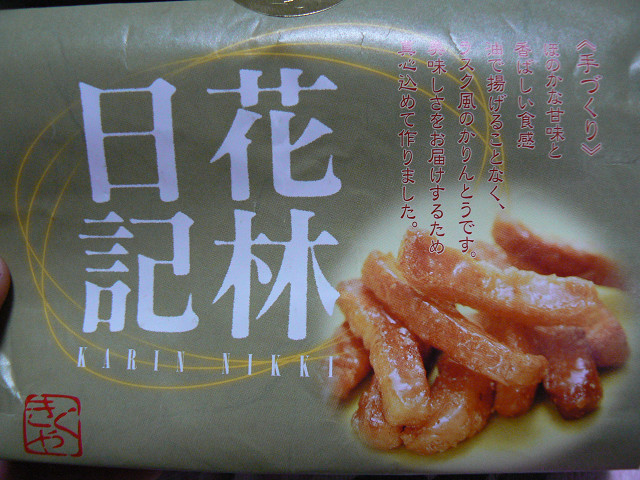 《手づくり》
ほのかな甘味と
香ばしい食感
油で揚げることなく、
ラスク風のかりんとうです。
美味しさをお届けするため
真心込めて作りました。
花林
日記
KARIN NIKKI
きくや